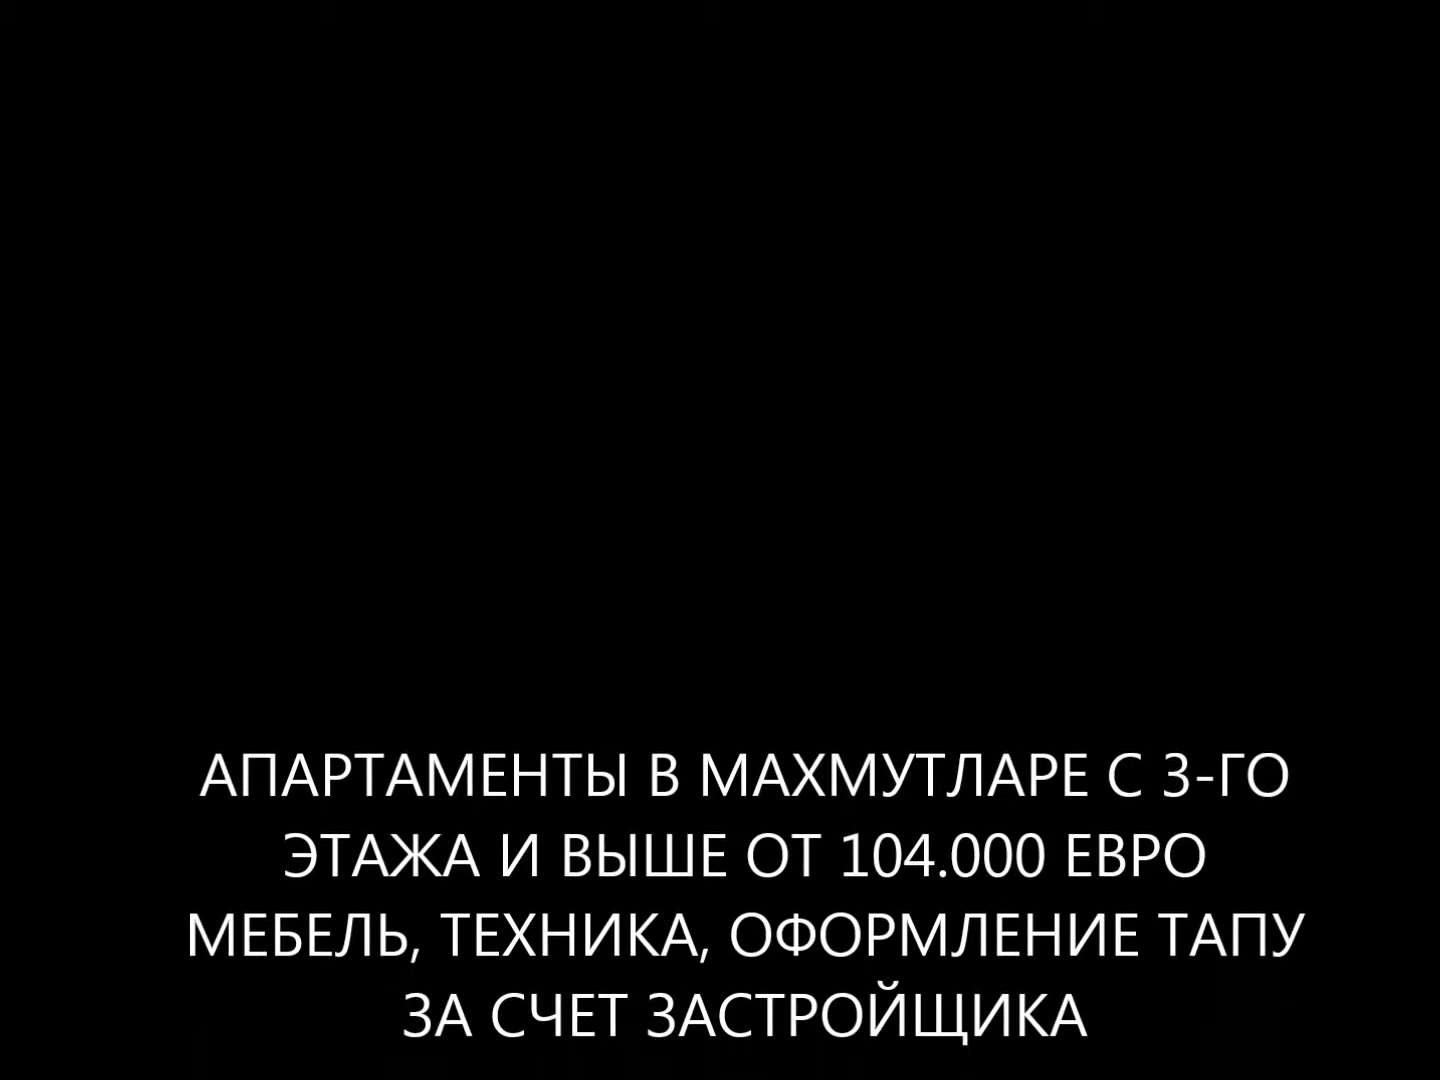 АПАРТАМЕНТЫ В МАХМУТЛАРЕ С 3-ГО
ЭТАЖА И ВЫШЕ ОТ 104.000 ЕВРО
МЕБЕЛЬ, ТЕХНИКА, ОФОРМЛЕНИЕ ТАПУ
ЗА СЧЕТ ЗАСТРОЙЩИКА